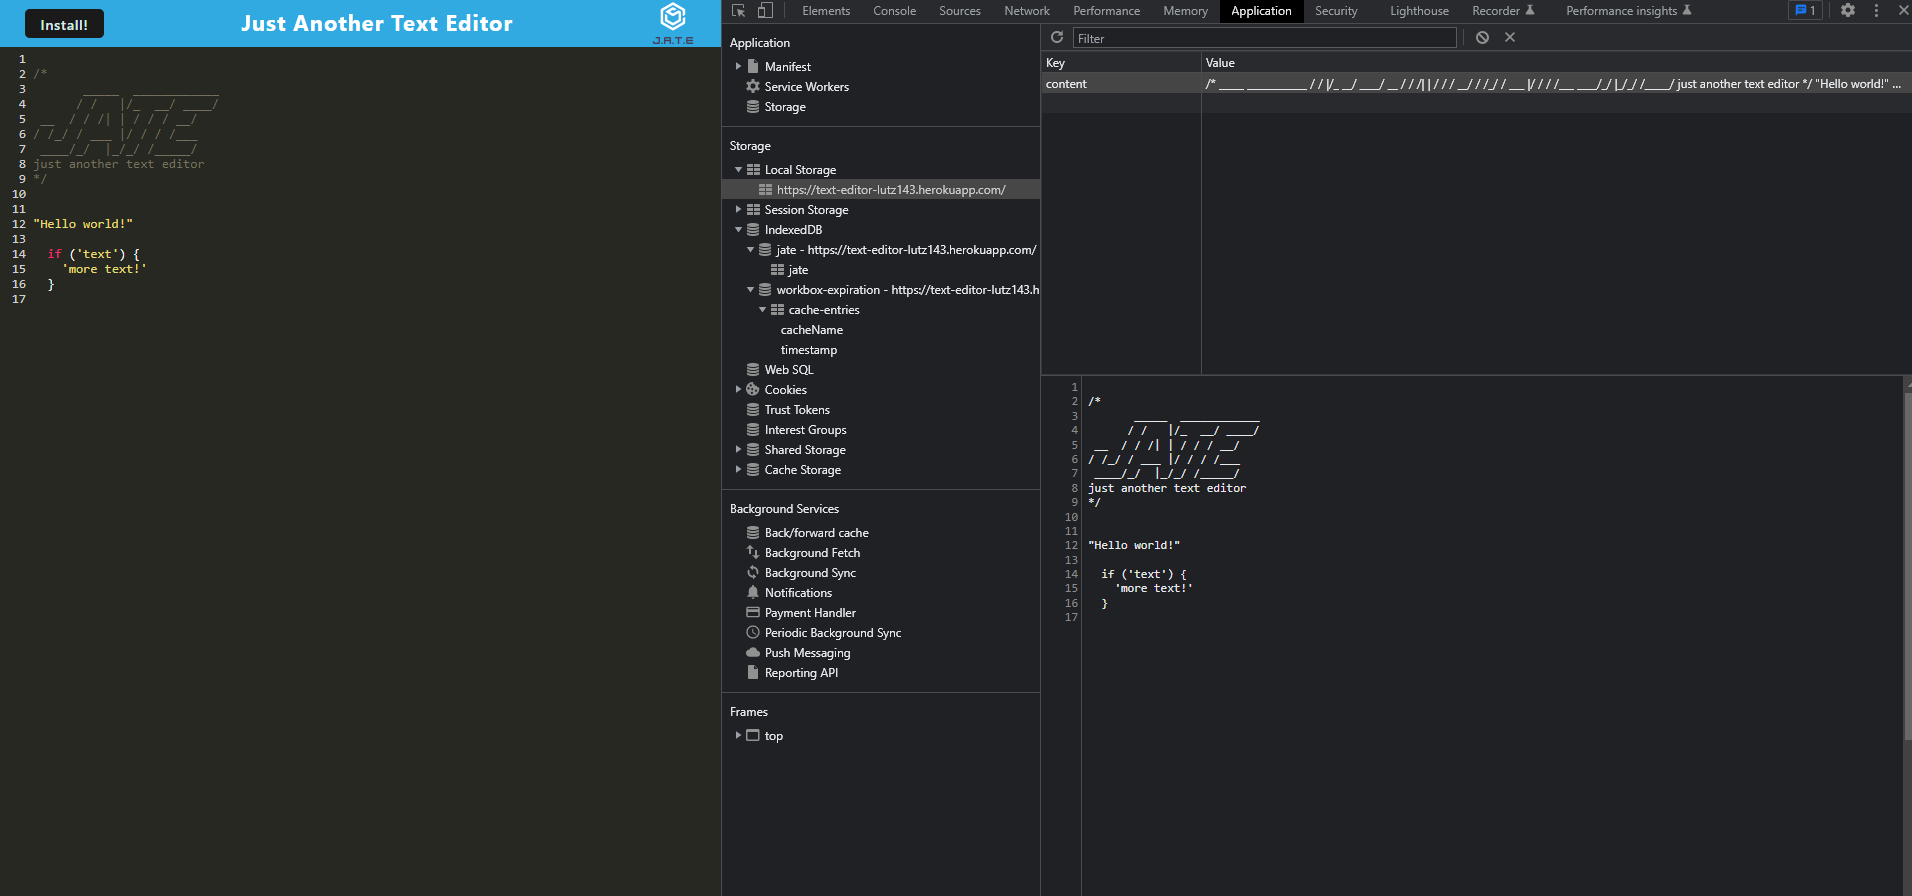 Install!
Just Another Text Editor
J.A.T.E
1
2 /*
3        _____  ____________
4       / /   |/_  __/ ____/
5  __  / / /| | / / / __/
6 / /_/ / ___ |/ / / /___
7  ____/_/  |_/_/ /_____/
8 just another text editor
9 */
10
11
12 "Hello world!"
13
14   if ('text') {
15     'more text!'
16   }
17
Elements Console Sources Network Performance Memory Application Security Lighthouse Recorder Performance insights 1
Application
Manifest
Service Workers
Storage
Storage
Local Storage
https://text-editor-lutz143.herokuapp.com/
Session Storage
IndexedDB
jate - https://text-editor-lutz143.herokuapp.com/
jate
workbox-expiration - https://text-editor-lutz143.h
cache-entries
cacheName
timestamp
Web SQL
Cookies
Trust Tokens
Interest Groups
Shared Storage
Cache Storage
Background Services
Back/forward cache
Background Fetch
Background Sync
Notifications
Payment Handler
Periodic Background Sync
Push Messaging
Reporting API
Frames
top
Filter
Key Value
content /* _____ ____________ / / |/_ __/ ____/ __ / / /| | / / / __/ / /_/ / ___ |/ / / /___ ____/_/ |_/_/ /_____/ just another text editor */ "Hello world!" ...
1
2 /*
3        _____  ____________
4       / /   |/_  __/ ____/
5  __  / / /| | / / / __/
6 / /_/ / ___ |/ / / /___
7  ____/_/  |_/_/ /_____/
8 just another text editor
9 */
10
11
12 "Hello world!"
13
14   if ('text') {
15     'more text!'
16   }
17